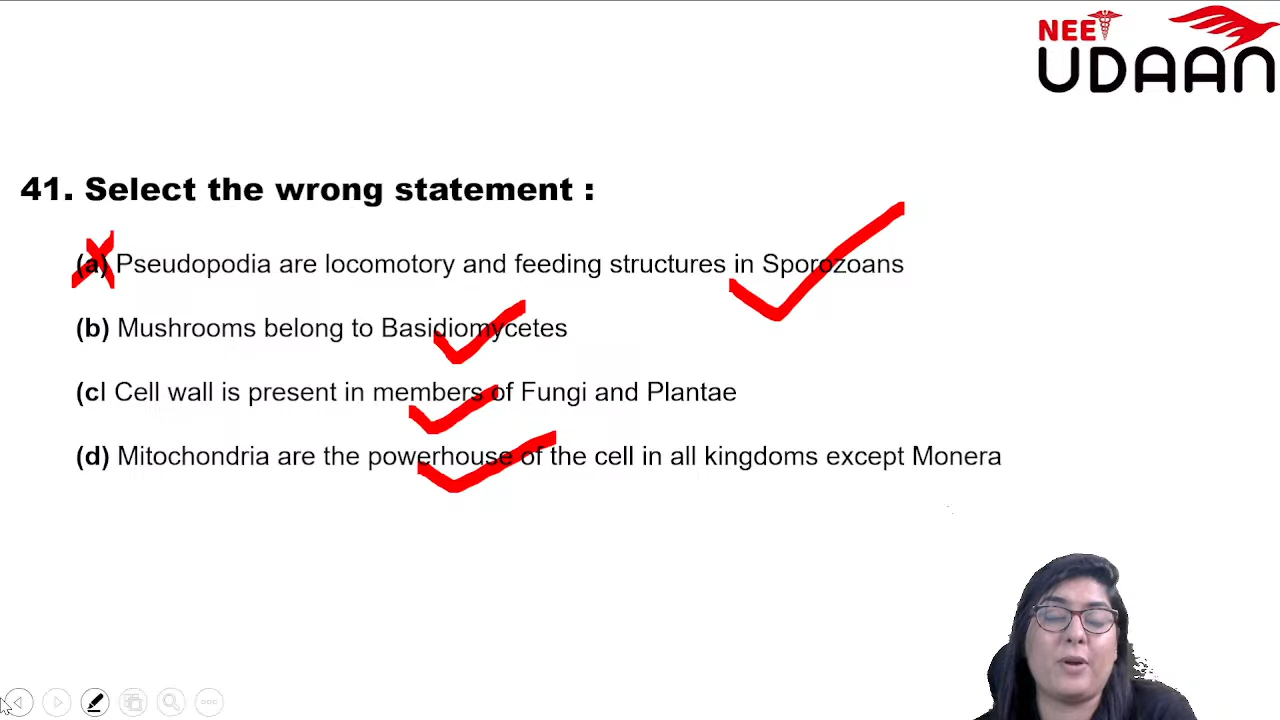 NEET
UDAAN
41. Select the wrong statement :
(a) Pseudopodia are locomotory and feeding structures in Sporozoans
(b) Mushrooms belong to Basidiomycetes
(c) Cell wall is present in members of Fungi and Plantae
(d) Mitochondria are the powerhouse of the cell in all kingdoms except Monera